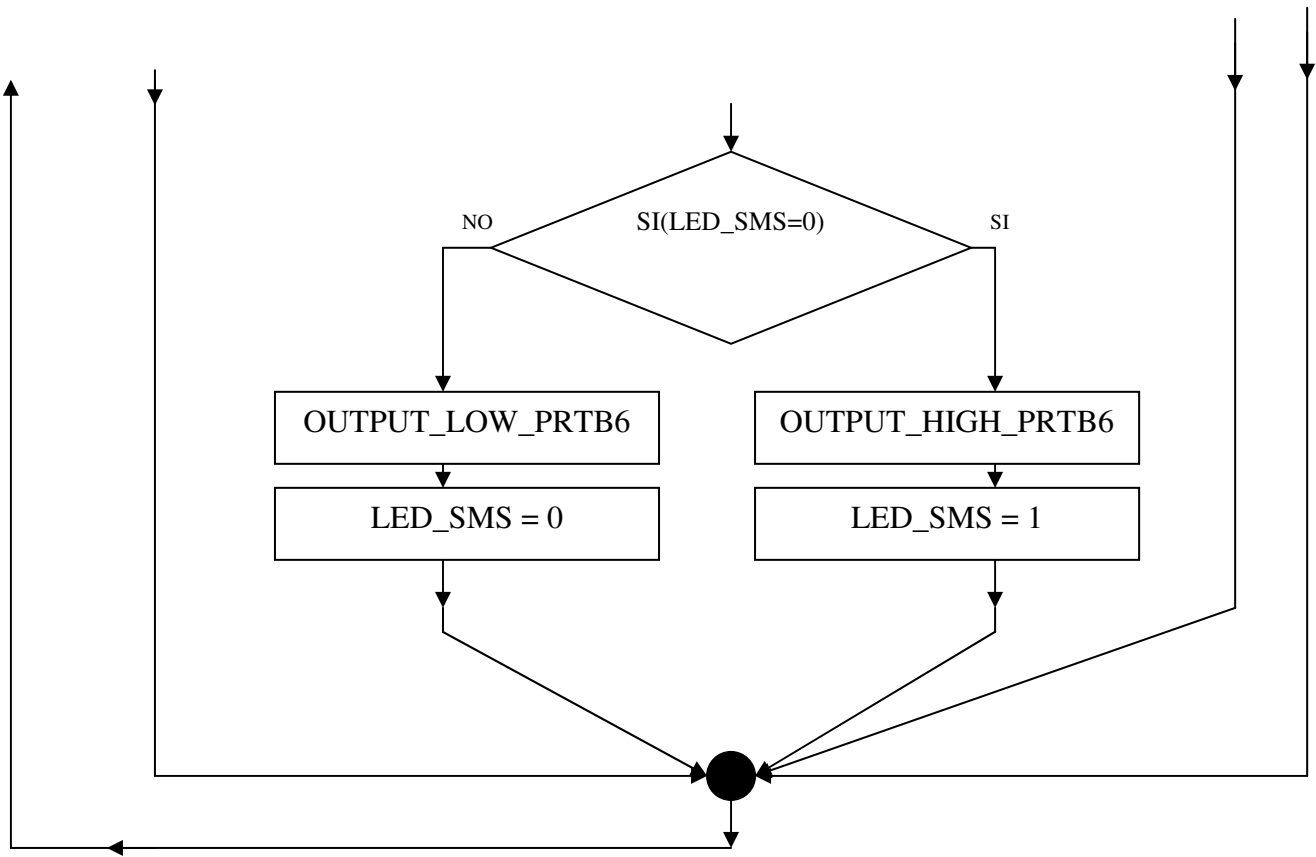 NO
SI(LED_SMS=0)
SI
OUTPUT_LOW_PRTB6
OUTPUT_HIGH_PRTB6
LED_SMS = 0
LED_SMS = 1